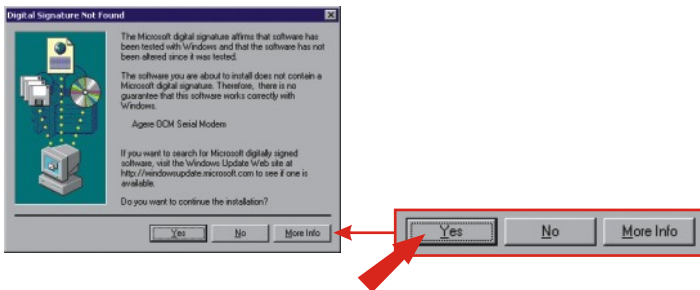 Digital Signature Not Found
The Microsoft digital signature affirms that software has
been tested with Windows and that the software has not
been altered since it was tested.
The software you are about to install does not contain a
Microsoft digital signature. Therefore, there is no
guarantee that this software works correctly with
Windows.
Agere OCM Serial Modem
If you want to search for Microsoft digitally signed
software, visit the Windows Update Web site at
http://windowsupdate.microsoft.com to see if one is
available.
Do you want to continue the installation?
Yes No More Info
Yes No More Info